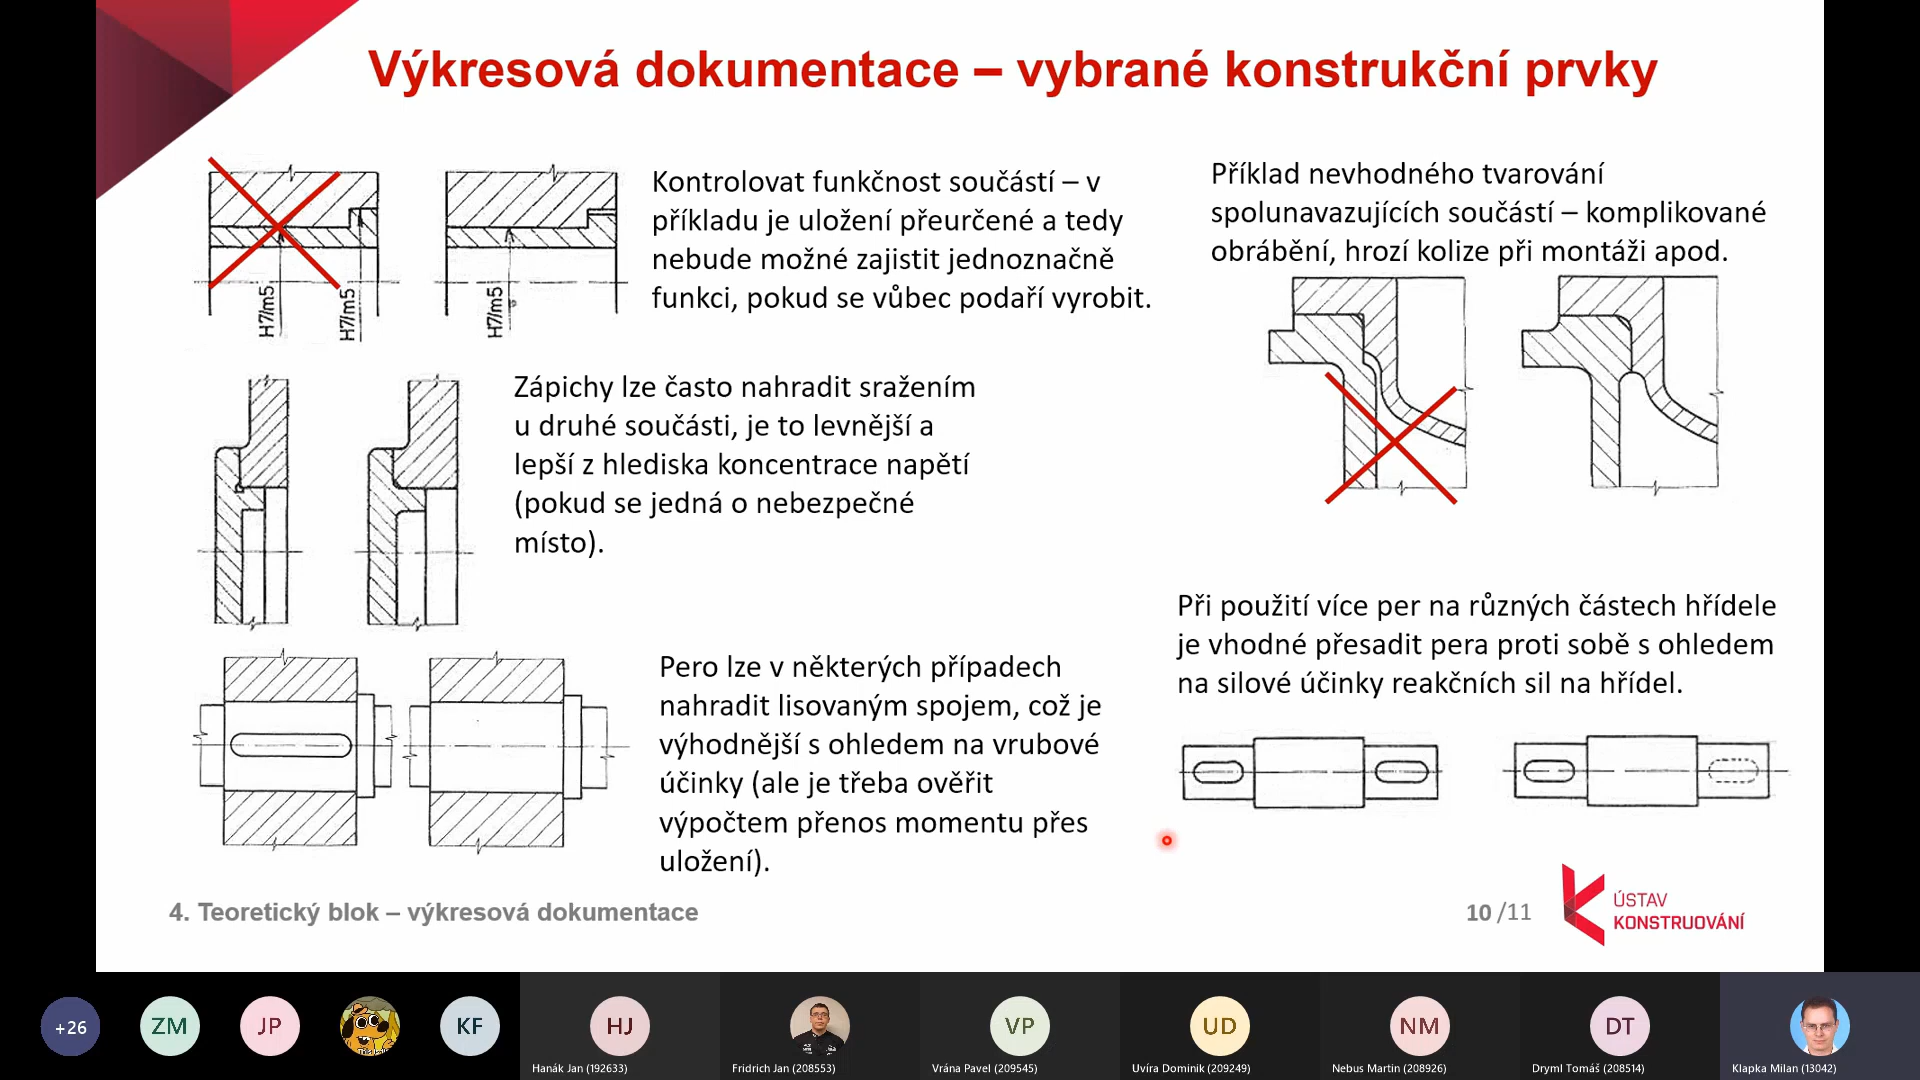 Výkresová dokumentace – vybrané konstrukční prvky
H7/m5
H7/m5
H7/m5
Kontrolovat funkčnost součástí – v
příkladu je uložení přeurčené a tedy
nebude možné zajistit jednoznačně
funkci, pokud se vůbec podaří vyrobit.
Příklad nevhodného tvarování
spolunavazujících součástí – komplikované
obrábění, hrozí kolize při montáži apod.
Zápichy lze často nahradit sražením
u druhé součásti, je to levnější a
lepší z hlediska koncentrace napětí
(pokud se jedná o nebezpečné
místo).
Při použití více per na různých částech hřídele
je vhodné přesadit pera proti sobě s ohledem
na silové účinky reakčních sil na hřídel.
Pero lze v některých případech
nahradit lisovaným spojem, což je
výhodnější s ohledem na vrubové
účinky (ale je třeba ověřit
výpočtem přenos momentu přes
uložení).
4. Teoretický blok – výkresová dokumentace
10 /11
ÚSTAV
KONSTRUOVÁNÍ
+26
ZM
JP
KF
HJ
VP
UD
NM
DT
Hanák Jan (192633)
Fridrich Jan (208553)
Vrána Pavel (209545)
Uvíra Dominik (209249)
Nebus Martin (208926)
Dryml Tomáš (208514)
Klapka Milan (13042)